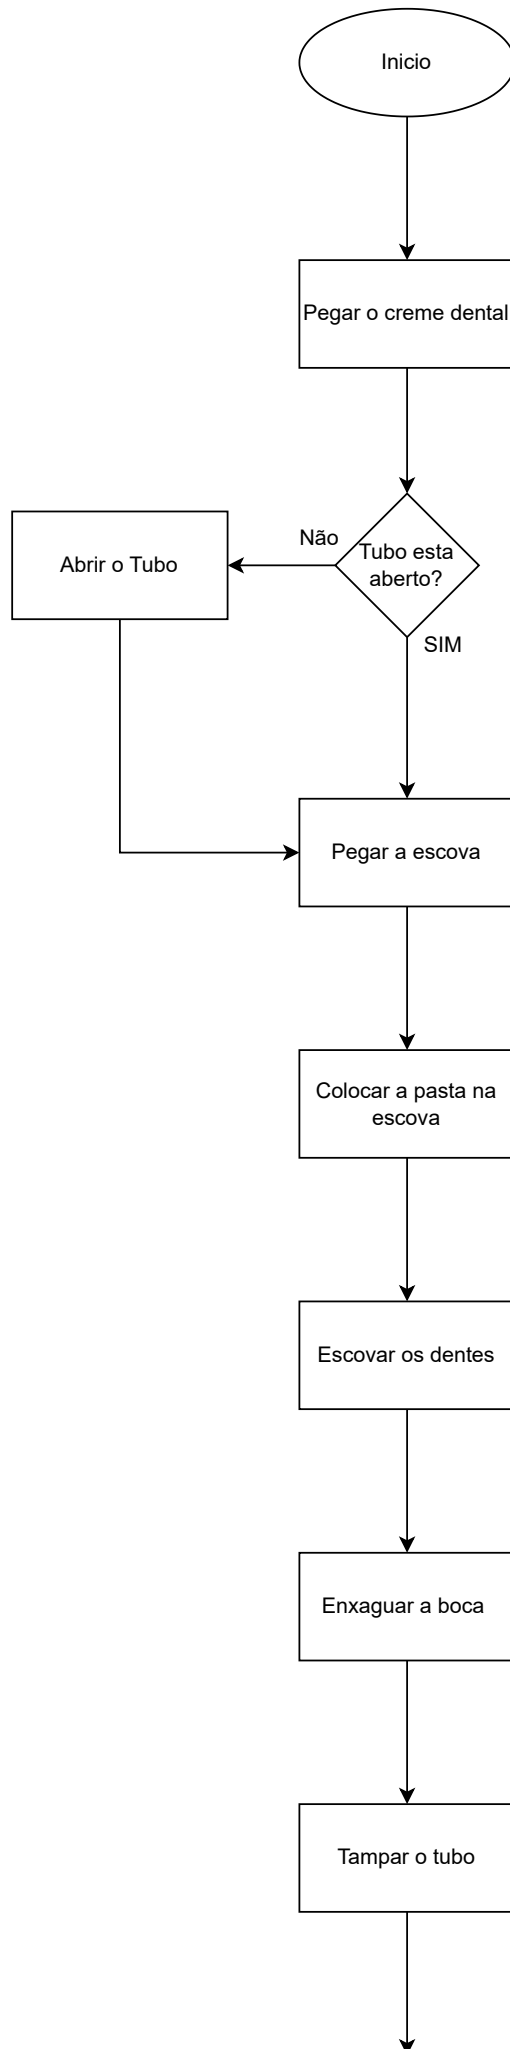 Inicio
Pegar o creme dental
Não
Tubo esta
aberto?
Abrir o Tubo
SIM
Pegar a escova
Colocar a pasta na
escova
Escovar os dentes
Enxaguar a boca
Tampar o tubo